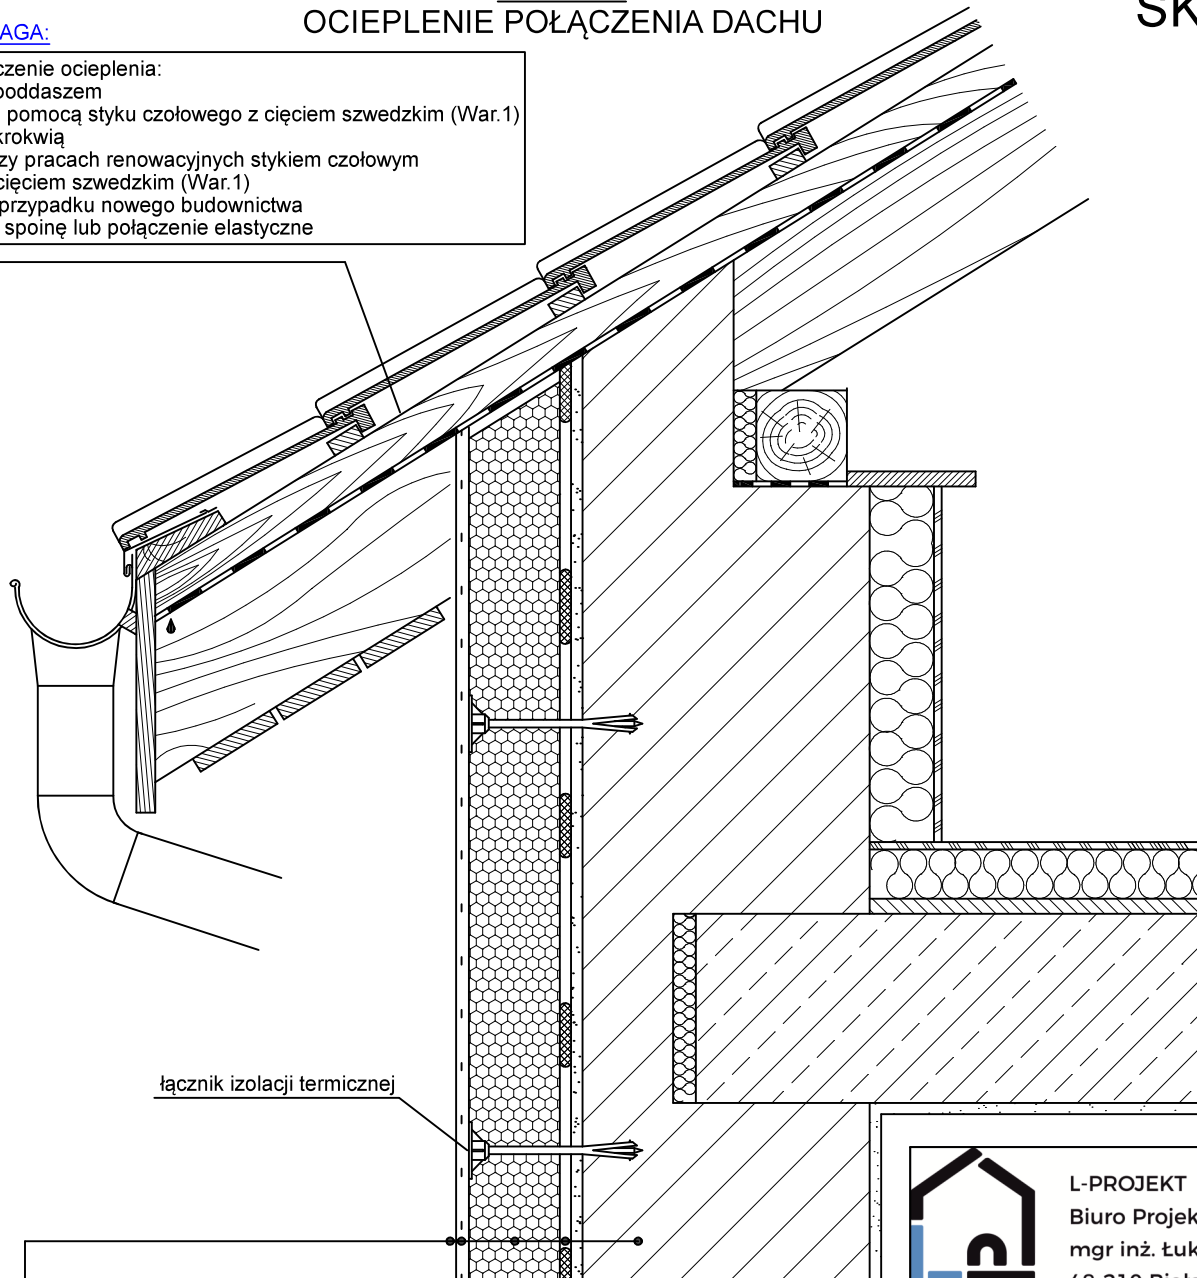 OCIEPLENIE POŁĄCZENIA DACHU
SK
AGA:
czenie ocieplenia:
poddaszem
pomocą styku czołowego z cięciem szwedzkim (War.1)
krokwią
zy pracach renowacyjnych stykiem czołowym
cięciem szwedzkim (War.1)
przypadku nowego budownictwa
spoinę lub połączenie elastyczne
łącznik izolacji termicznej
L-PROJEKT
Biuro Projek
mgr inż. Łuk